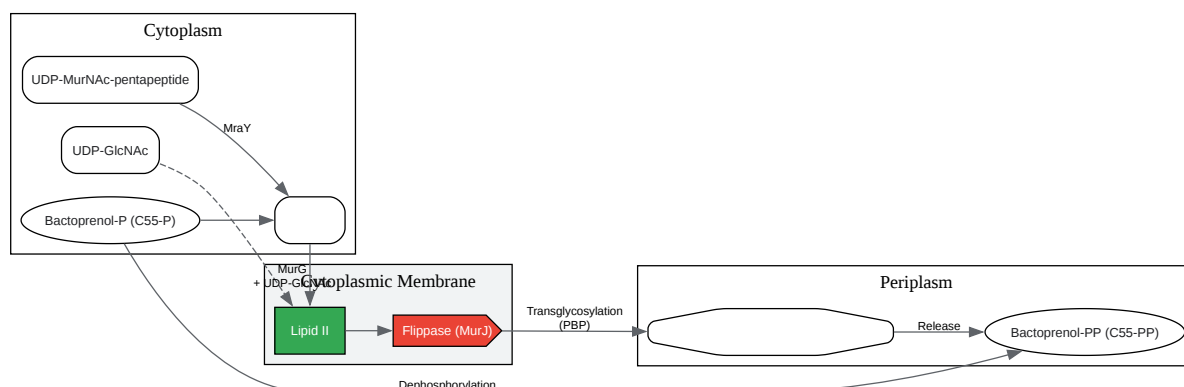 Cytoplasm
UDP-MurNAc-pentapeptide
MraY
UDP-GlcNAc
Bactoprenol-P (C55-P)
MurG
+ UDP-GlcNAc
Cytoplasmic Membrane
Lipid II
Flippase (MurJ)
Transglycosylation
(PBP)
Periplasm
Release
Bactoprenol-PP (C55-PP)
Dephosphorylation